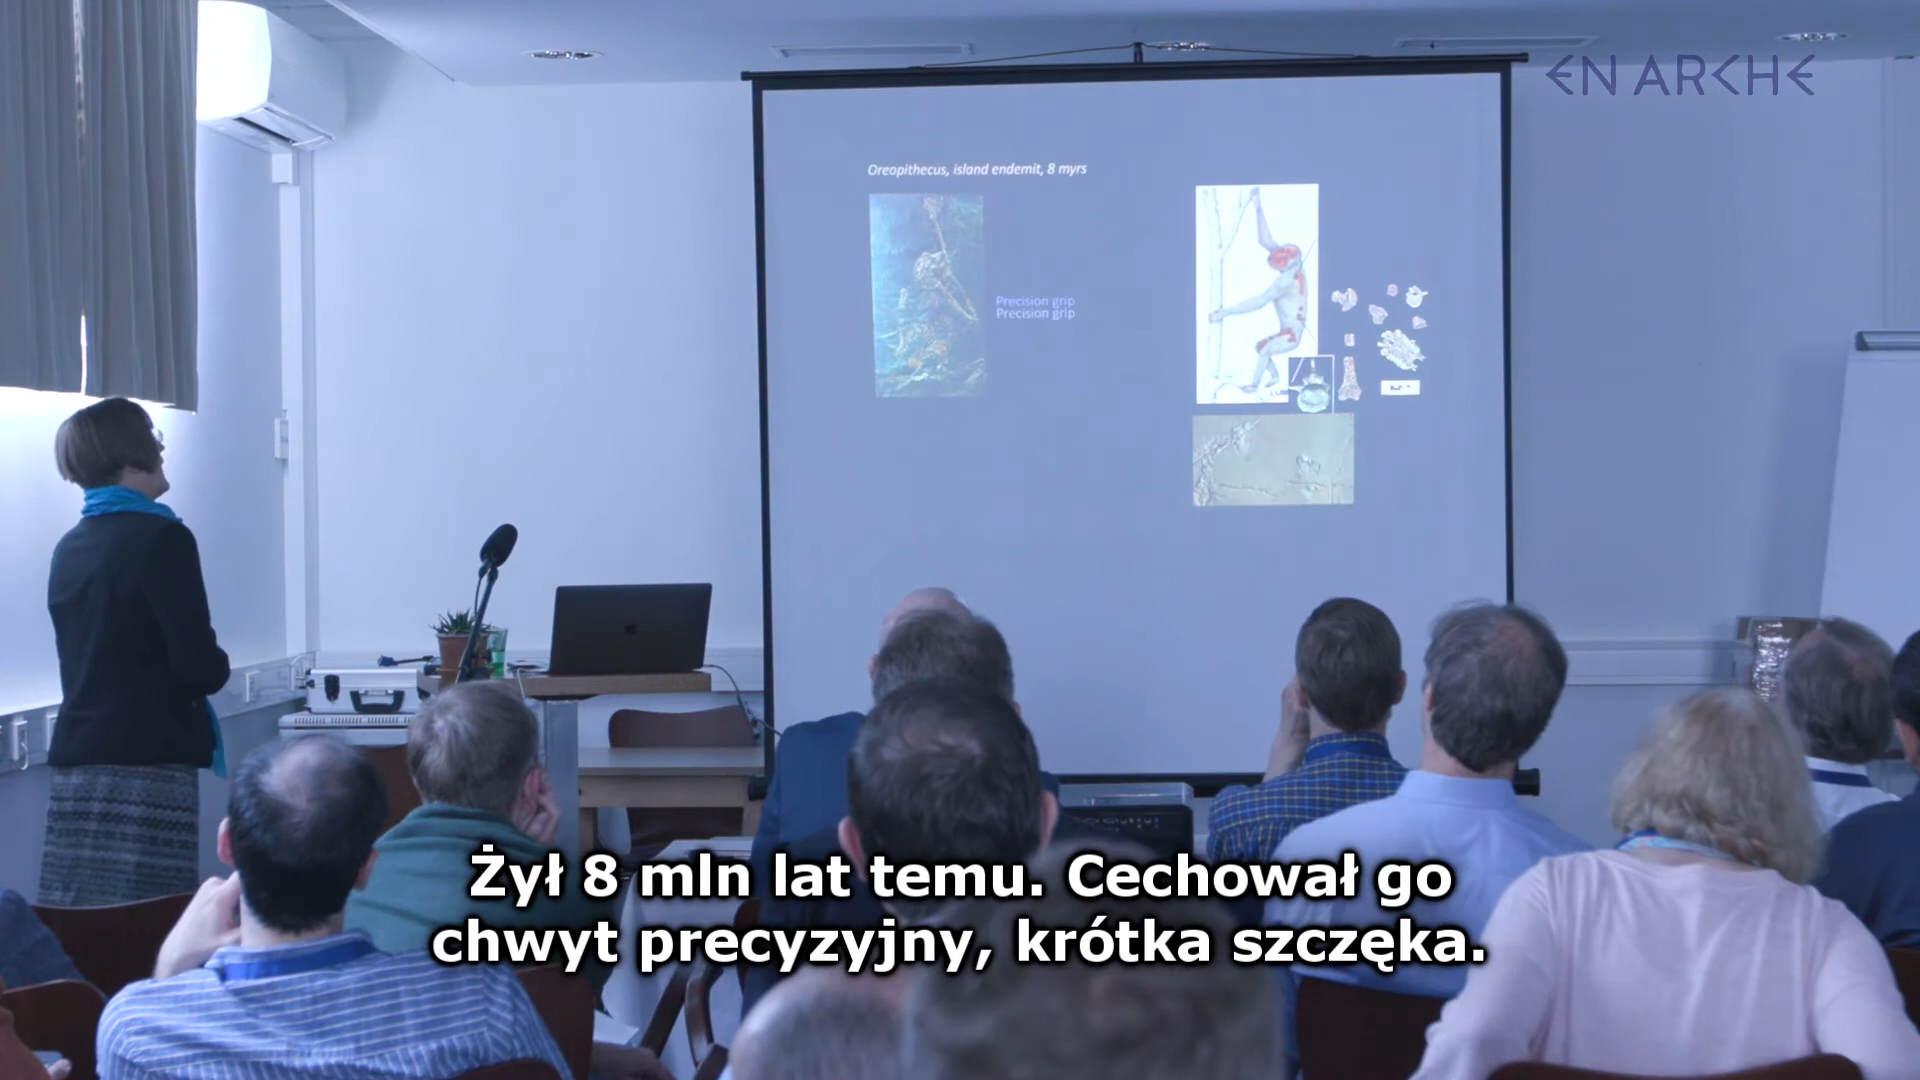 EN ARCHE
Oreopithecus, island endemit, 8 myrs
Precision grip
Precision grip
Żył 8 mln lat temu. Cechował go
chwyt precyzyjny, krótka szczęka.